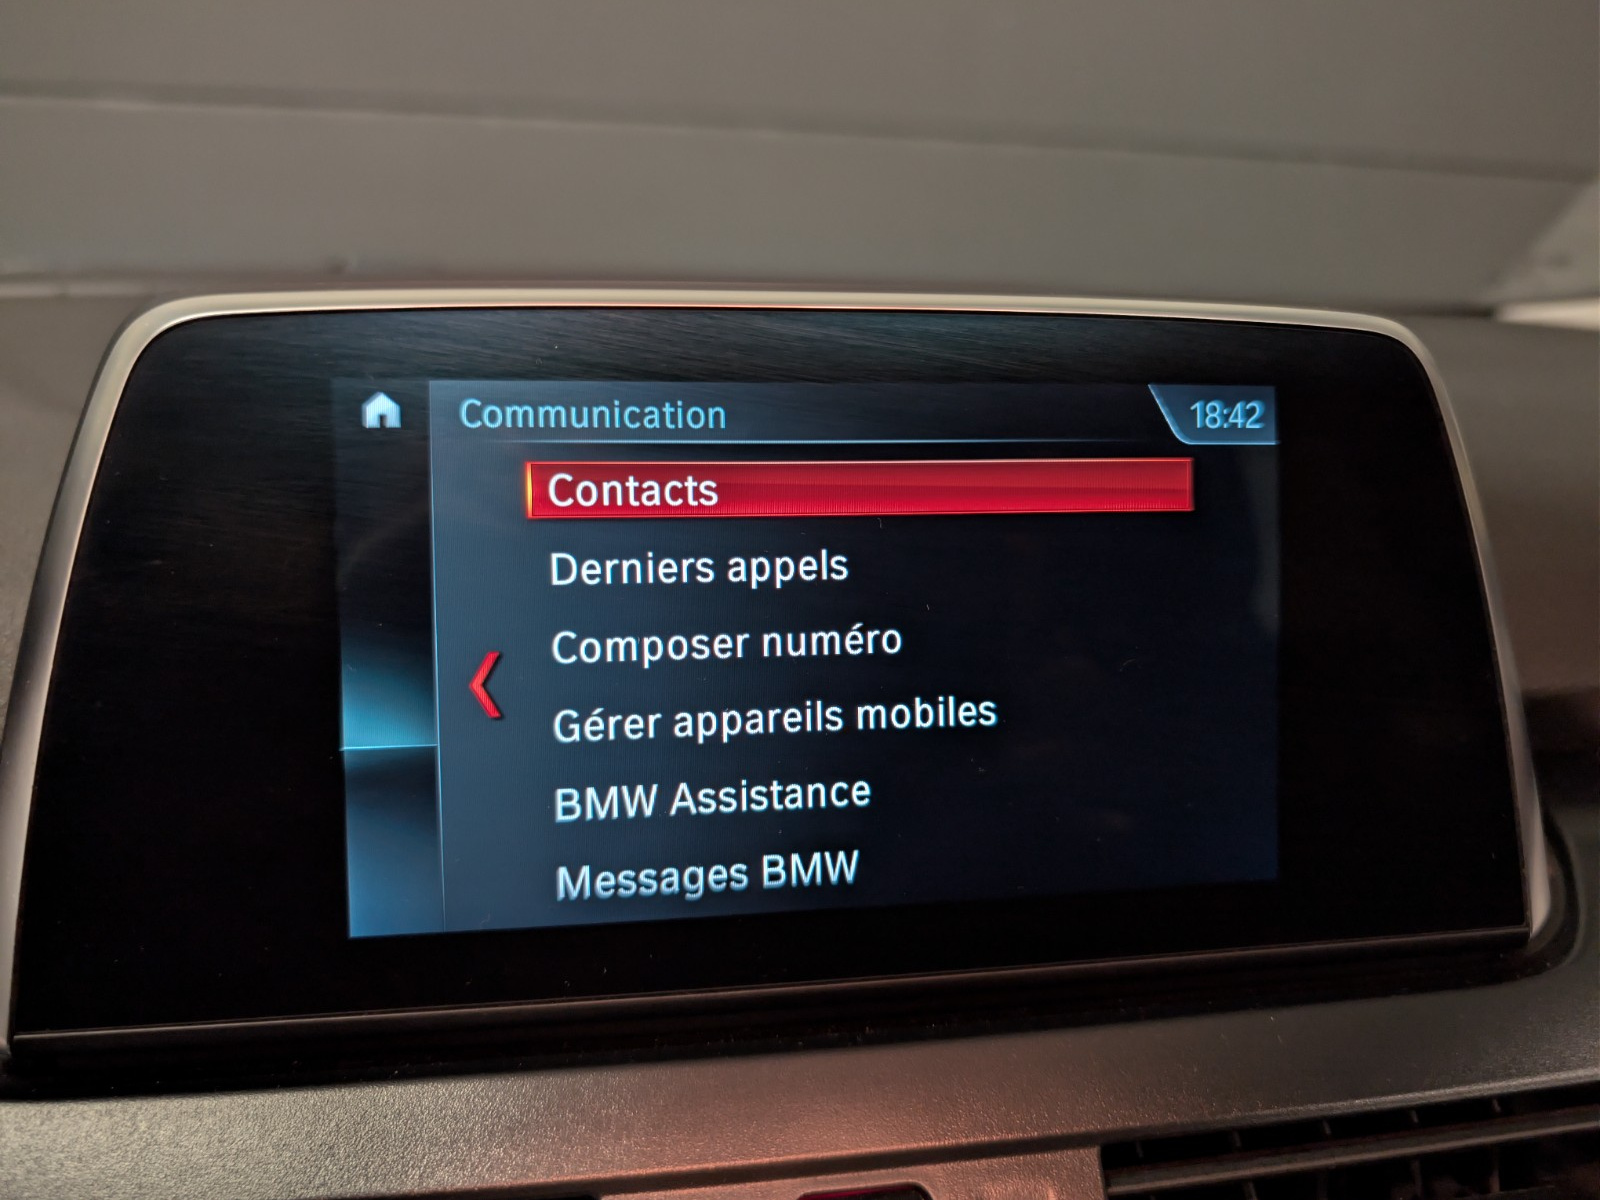 Communication
18:42
Contacts
Derniers appels
Composer numéro
Gérer appareils mobiles
BMW Assistance
Messages BMW